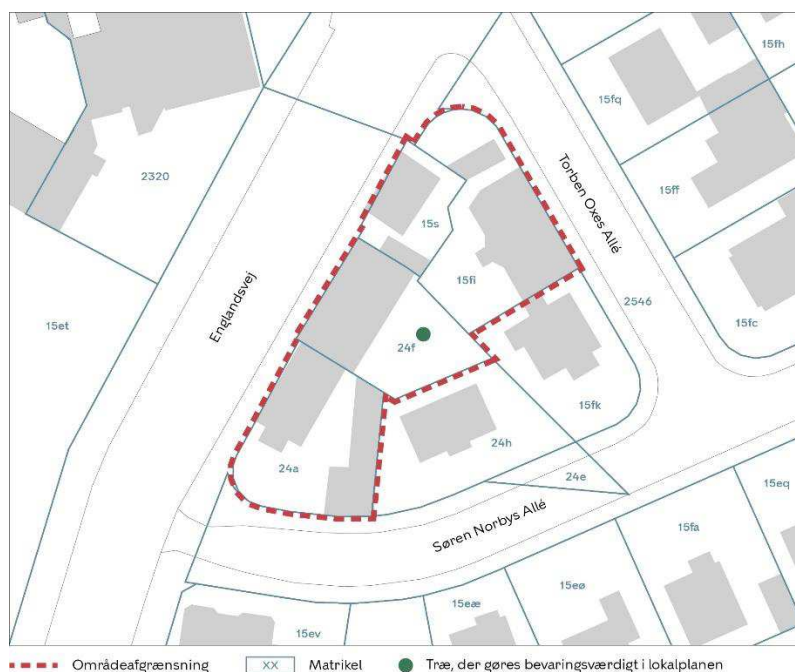 15fh
15fq
2320
15ff
Torben Oxes Allé
15s
15fi
Englandsvej
2546
15et
15fc
24f
15fk
24h
24a
24e
15eq
Søren Norbys Allé
15fa
15eø
15eæ
15ev
Områdeafgrænsning XX Matrikel Træ, der gøres bevaringsværdigt i lokalplanen